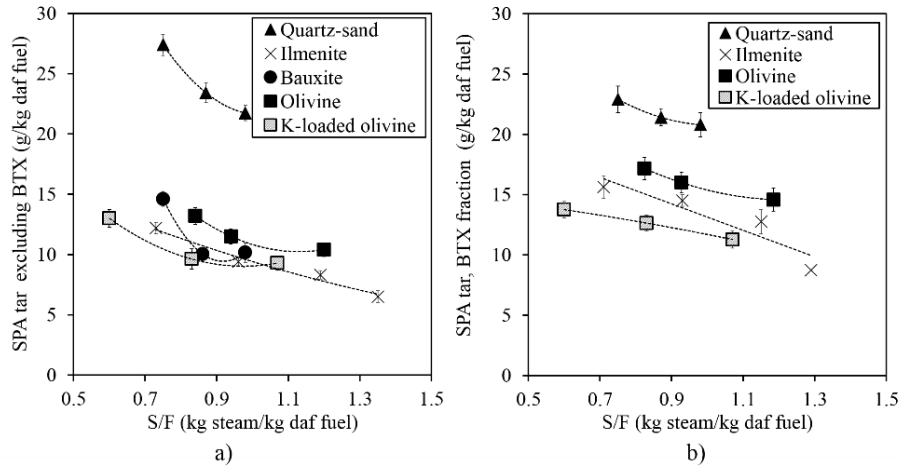 SPA tar excluding BTX (g/kg daf fuel)
30
25
20
15
10
5
0
0.5 0.7 0.9 1.1 1.3 1.5
S/F (kg steam/kg daf fuel)
Quartz-sand
Ilmenite
Bauxite
Olivine
K-loaded olivine
a)
SPA tar, BTX fraction (g/kg daf fuel)
30
25
20
15
10
5
0
0.5 0.7 0.9 1.1 1.3 1.5
S/F (kg steam/kg daf fuel)
Quartz-sand
Ilmenite
Olivine
K-loaded olivine
b)